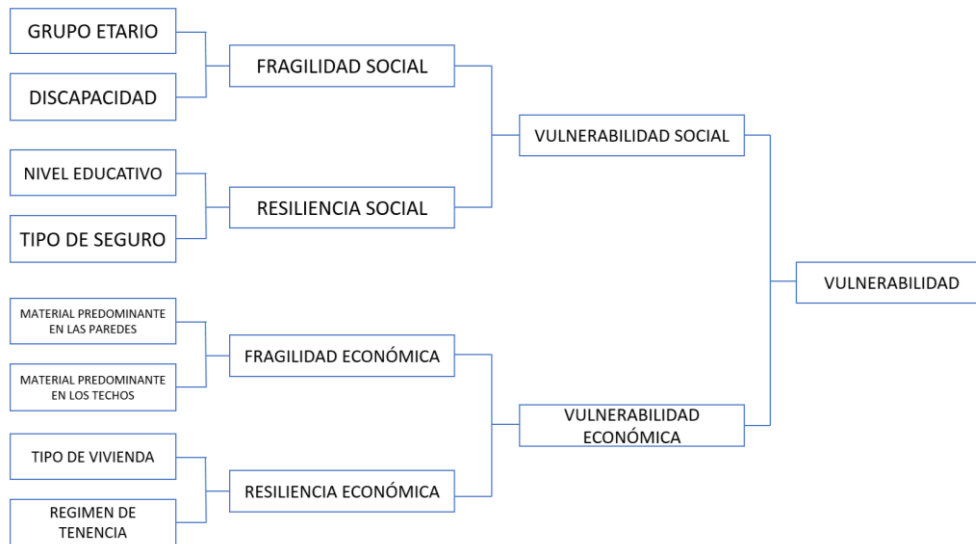 GRUPO ETARIO
DISCAPACIDAD
FRAGILIDAD SOCIAL
NIVEL EDUCATIVO
TIPO DE SEGURO
RESILIENCIA SOCIAL
VULNERABILIDAD SOCIAL
MATERIAL PREDOMINANTE
EN LAS PAREDES
MATERIAL PREDOMINANTE
EN LOS TECHOS
FRAGILIDAD ECONÓMICA
TIPO DE VIVIENDA
REGIMEN DE
TENENCIA
RESILIENCIA ECONÓMICA
VULNERABILIDAD
ECONÓMICA
VULNERABILIDAD